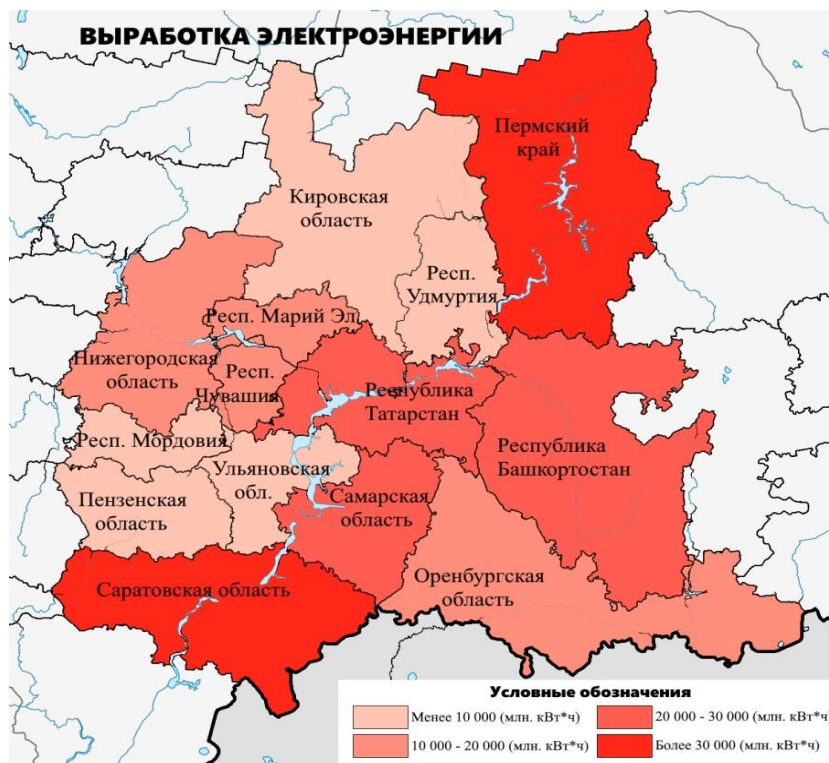 ВЫРАБОТКА ЭЛЕКТРОЭНЕРГИИ
Пермский
край
Кировская
область
Респ.
Удмуртия
Респ. Марий Эл.
Нижегородская
область
Респ.
Чувашия
Республика
Татарстан
Респ. Мордовия
Республика
Башкортостан
Ульяновская
обл.
Пензенская
область
Самарская
область
Саратовская область
Оренбургская
область
Условные обозначения
Менее 10 000 (млн. кВт*ч)
20 000 - 30 000 (млн. кВт*ч)
10 000 - 20 000 (млн. кВт*ч)
Более 30 000 (млн. кВт*ч)